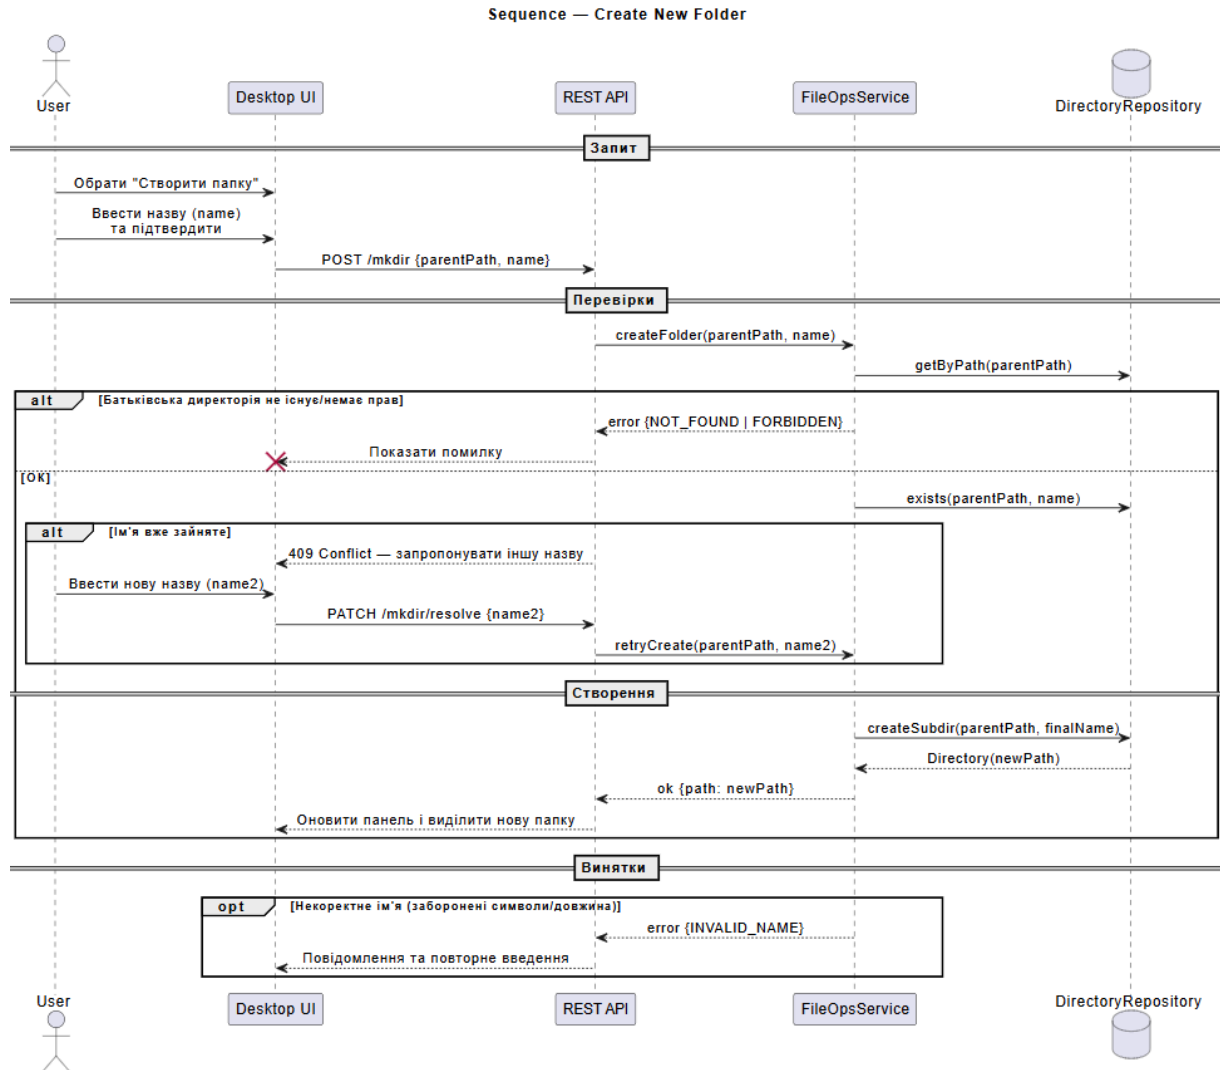 Sequence — Create New Folder
User
Desktop UI
REST API
FileOpsService
DirectoryRepository
Запит
Обрати "Створити папку"
Ввести назву (name)
та підтвердити
POST /mkdir {parentPath, name}
Перевірки
createFolder(parentPath, name)
getByPath(parentPath)
alt
[Батьківська директорія не існує/немає прав]
error {NOT_FOUND | FORBIDDEN}
Показати помилку
[ОК]
exists(parentPath, name)
alt
[Ім'я вже зайняте]
409 Conflict — запропонувати іншу назву
Ввести нову назву (name2)
PATCH /mkdir/resolve {name2}
retryCreate(parentPath, name2)
Створення
createSubdir(parentPath, finalName)
Directory(newPath)
ok {path: newPath}
Оновити панель і виділити нову папку
Винятки
opt
[Некоректне ім'я (заборонені символи/довжина)]
error {INVALID_NAME}
Повідомлення та повторне введення
User
Desktop UI
REST API
FileOpsService
DirectoryRepository